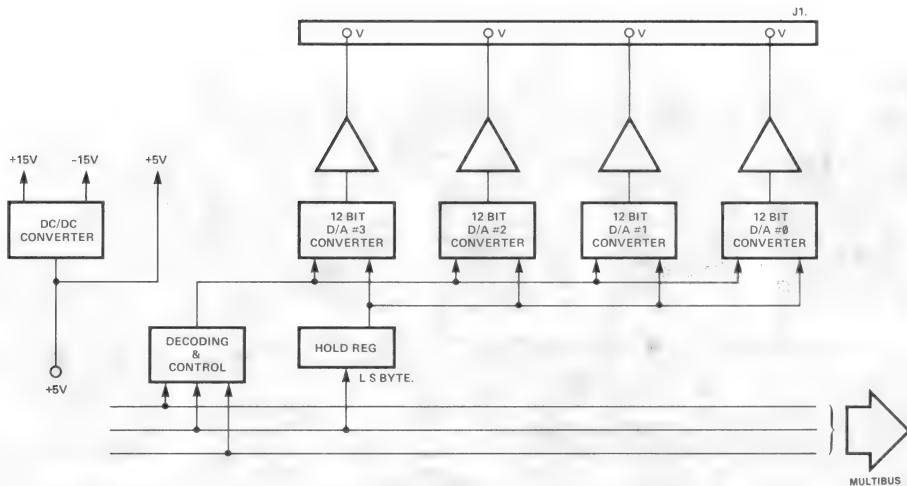 J1.
V
V
V
V
+15V
-15V
+5V
DC/DC
CONVERTER
12 BIT
D/A #3
CONVERTER
12 BIT
D/A #2
CONVERTER
12 BIT
D/A #1
CONVERTER
12 BIT
D/A #0
CONVERTER
DECODING
&
CONTROL
HOLD REG
L S BYTE.
+5V
MULTIBUS